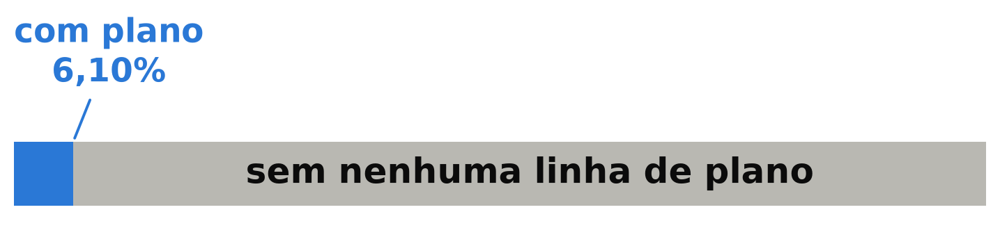 com plano
6,10%
sem nenhuma linha de plano